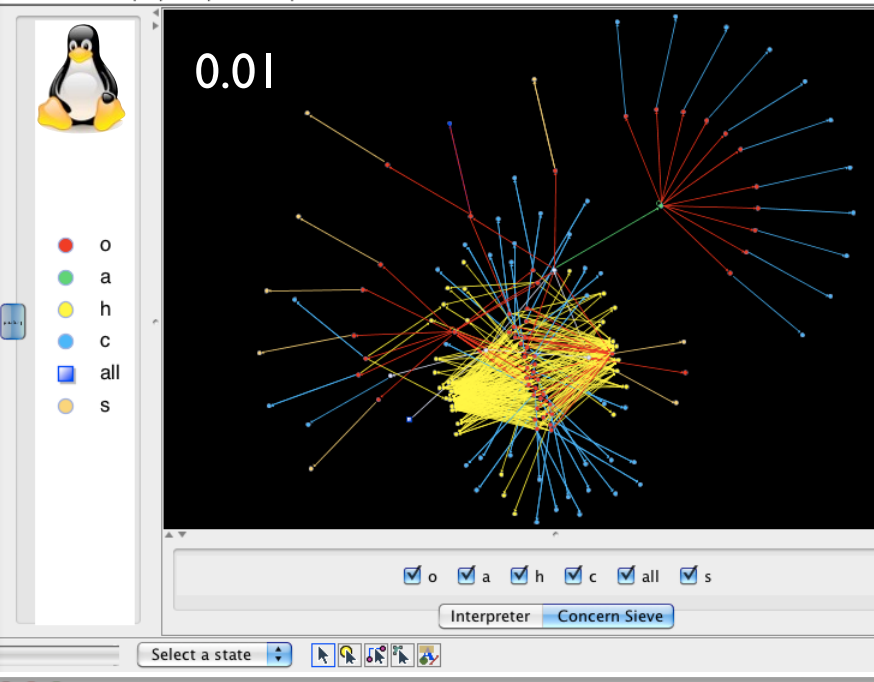 0.01
o
a
h
c
all
s
o a h c all s
Interpreter Concern Sieve
Select a state